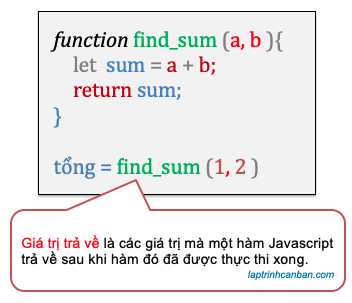 function find_sum (a, b ){
let sum = a + b;
return sum;
}
tổng = find_sum (1, 2 )
Giá trị trả về là các giá trị mà một hàm Javascript
trả về sau khi hàm đó đã được thực thi xong.
laptrinhcanban.com